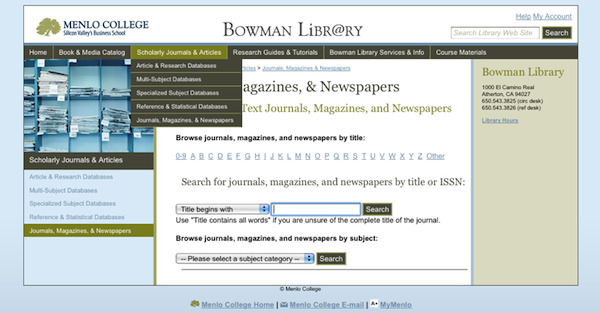 MENLO COLLEGE
Silicon Valley's Business School
BOWMAN LIBR@RY
Help My Account
Search Library Web Site
Search
Home
Book & Media Catalog
Scholarly Journals & Articles
Research Guides & Tutorials
Bowman Library Services & Info
Course Materials
Article & Research Databases
Multi-Subject Databases
Specialized Subject Databases
Reference & Statistical Databases
Journals, Magazines, & Newspapers
Scholarly Journals & Articles
Article & Research Databases
Multi-Subject Databases
Specialized Subject Databases
Reference & Statistical Databases
Journals, Magazines, & Newspapers
> Journals, Magazines, & Newspapers
agazines, & Newspapers
Text Journals, Magazines, and Newspapers
Browse journals, magazines, and newspapers by title:
0-9 A B C D E F G H I J K L M N O P Q R S T U V W X Y Z Other
Search for journals, magazines, and newspapers by title or ISSN:
Title begins with
Search
Use "Title contains all words" if you are unsure of the complete title of the journal.
Browse journals, magazines, and newspapers by subject:
-- Please select a subject category --
Search
Bowman Library
1000 El Camino Real
Atherton, CA 94027
650.543.3825 (circ desk)
650.543.3826 (ref desk)
Library Hours
© Menlo College
Menlo College Home | Menlo College E-mail | A+ MyMenlo